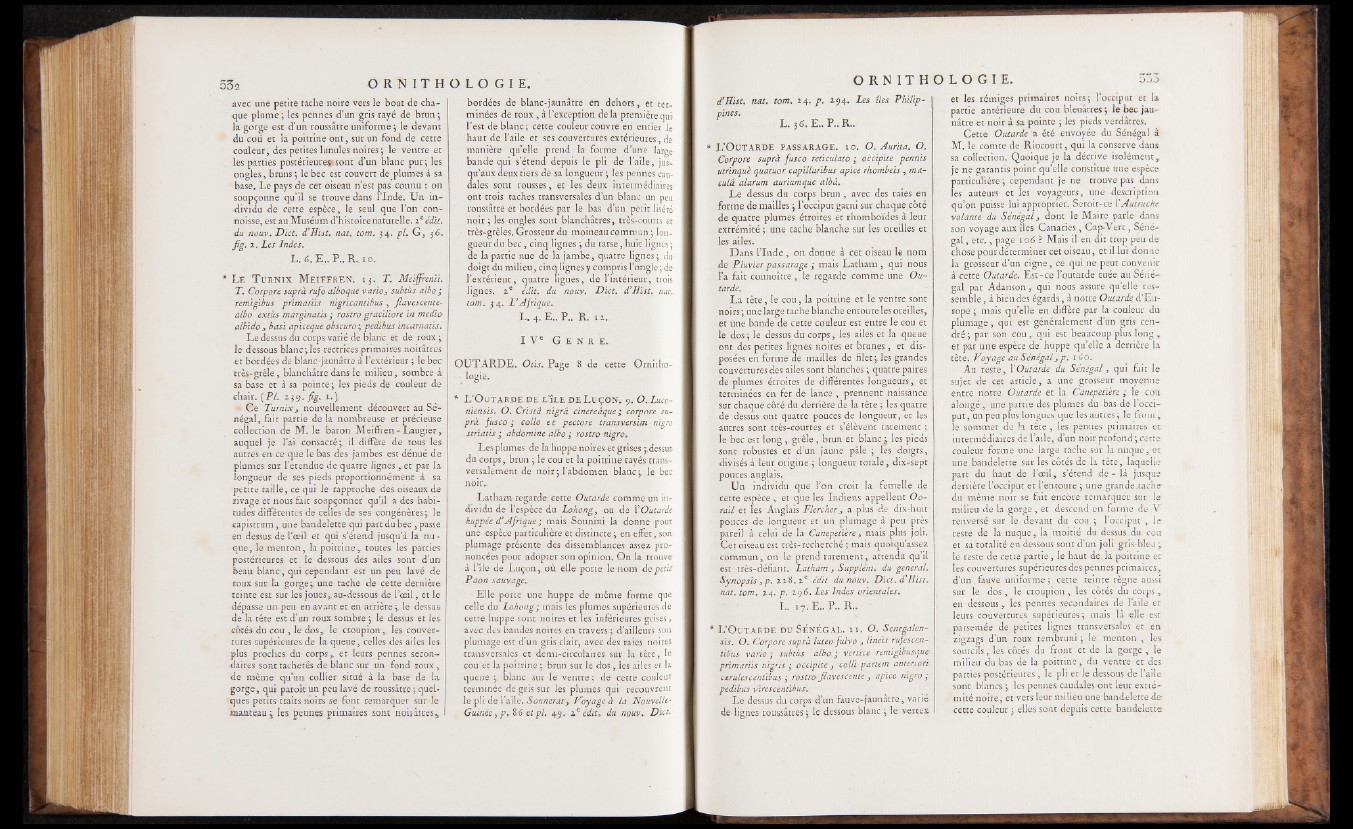 332
ORNITHOLOGIE.
avec une petite tache noire vers le bout de cha-
que plume; les pennes d'un gris rayé de brun;
la gorge est d'un roussâtre uniforme; le devant
du cou et la poitrine ont, sur un fond de cette
couleur, des petites lunules noires; le ventre et
les parties postérieures sont d'un blanc pur; les
ongles, bruns; le bec est couvert de plumes à sa
base. Le pays de cet oiseau n'est pas connu : on
soupçonne qu'il se trouve dans l'Inde. Un in-
dividu de cette espèce, le seul que l'on con-
noisse, est au Muséum d'histoire naturelle. 2e édit.
du nouv. Dict. d'Hist. nat. tom. 34. pl. G, 36.
fig. 2. Les Indes.
L. 6. E.. P.. R. 10.
* LE TURNIX MEIFFREN. 13. T. Meiffrenii.
T. Corpore suprà rufo alboque vario, subtùs albo;
remigibus primariis nigricantibus, flavescente-
albo extùs marginatis; rostro graciliore in medio
albido, basi apiceque obscuro; pedibus incarnatis.
Le dessus du corps varié de blanc et de roux;
le dessous blanc; les rectrices primaires noirâtres
et bordées de blanc-jaunâtre à l'extérieur; le bec
très-grêle, blanchâtre dans le milieu, sombre à
sa base et à sa pointe; les pieds de couleur de
chair. (Pl. 239. fig. 1.)
Ce Turnix, nouvellement découvert au Sé-
négal, fait partie de la nombreuse et précieuse
collection de M. le baron Meiffren-Laugier,
auquel je l'ai consacré; il diffère de tous les
autres en ce que le bas des jambes est dénué de
plumes sur l'étendue de quatre lignes, et par la
longueur de ses pieds proportionnément à sa
petite taille, ce qui le rapproche des oiseaux de
rivage et nous fait soupçonner qu'il a des habi-
tudes différentes de celles de ses congénères; le
capistrum, une bandelette qui part du bec, passe
en dessus de l'œil et qui s'étend jusqu'à la nu-
que, le menton, la poitrine, toutes les parties
postérieures et le dessous des ailes sont d'un
beau blanc, qui cependant est un peu lavé de
roux sur la gorge; une tache de cette dernière
teinte est sur les joues, au-dessous de l'œil, et le
dépasse un peu en avant et en arrière; le dessus
de la tête est d'un roux sombre; le dessus et les
côtés du cou, le dos, le croupion, les couver-
tures supérieures de la queue, celles des ailes les
plus proches du corps, et leurs pennes secon-
daires sont tachetés de blanc sur un fond roux,
de même qu'un collier situé à la base de la
gorge, qui paroît un peu lavé de roussâtre; quel-
ques petits traits noirs se font remarquer sur le
manteau; les pennes primaires sont noirâtres,
bordées de blanc-jaunâtre en dehors, et ter-
minées de roux, à l'exception de la première qui
l'est de blanc; cette couleur couvre en entier le
haut de l'aile et ses couvertures extérieures, de
manière qu'elle prend la forme d'une large
bande qui s'étend depuis le pli de l'aile, jus-
qu'aux deux tiers de sa longueur; les pennes cau-
dales sont rousses, et les deux intermédiaires
ont trois taches transversales d'un blanc un peu
roussâtre et bordées par le bas d'un petit liséré
noir; les ongles sont blanchâtres, très-courts et
très-grêles. Grosseur du moineau commun; lon-
gueur du bec, cinq lignes; du tarse, huit lignes;
de la partie nue de la jambe, quatre lignes; du
doigt du milieu, cinq lignes y compris l'ongle; de
l'extérieur, quatre lignes, de l'intérieur, trois
lignes. 2e édit. du nouv. Dict. d'Hist. nat.
tom. 34. L'Afrique.
L. 4. E.. P.. R. 12.
IVe GENRE.
OUTARDE. Otis. Page 8 de cette Ornitho-
logie.
* L'OUTARDE DE L'ÎLE DE LUÇON. 9. O. Luco-
niensis. O. Cristâ nigrâ cinereâque; corpore su-
prà fusco; collo et pectore transversim nigro
striatis; abdomine albo; rostro nigro.
Les plumes de la huppe noires et grises; dessus
du corps, brun; le cou et la poitrine rayés trans-
versalement de noir; l'abdomen blanc; le bec
noir.
Latham regarde cette Outarde comme un in-
dividu de l'espèce du Lohong, ou de l'Outarde
huppée d'Afrique; mais Sonnini la donne pour
une espèce particulière et distincte; en effet, son
plumage présente des dissemblances assez pro-
noncées pour adopter son opinion. On la trouve
à l'île de Luçon, où elle porte le nom de petit
Paon sauvage.
Elle porte une huppe de même forme que
celle du Lohong; mais les plumes supérieures de
cette huppe sont noires et les inférieures grises,
avec des bandes noires en travers; d'ailleurs son
plumage est d'un gris clair, avec des raies noires
transversales et demi-circulaires sur la tête, le
cou et la poitrine; brun sur le dos, les ailes et la
queue; blanc sur le ventre; de cette couleur
terminée de gris sur les plumes qui recouvrent
le pli de l'aile. Sonnerat, Voyage à la Nouvelle-
Guinée, p. 86 et pl. 49. 2e édit. du nouv. Dict.
ORNITHOLOGIE.
333
d'Hist. nat. tom. 24. p. 294. Les îles Philip-
pines.
L. 36. E.. P.. R..
* L'OUTARDE PASSARAGE. 10. O. Aurita. O.
Corpore suprà fusco reticulato; occipite pennis
utrinquè quatuor capillaribus apice rhombeis, ma-
culâ alarum auriumque albâ.
Le dessus du corps brun, avec des raies en
forme de mailles; l'occiput garni sur chaque côté
de quatre plumes étroites et rhomboïdes à leur
extrémité; une tache blanche sur les oreilles et
les ailes.
Dans l'Inde, on donne à cet oiseau le nom
de Pluvier passarage; mais Latham, qui nous
l'a fait connoître, le regarde comme une Ou-
tarde.
La tête, le cou, la poitrine et le ventre sont
noirs; une large tache blanche entoure les oreilles,
et une bande de cette couleur est entre le cou et
le dos; le dessus du corps, les ailes et la queue
ont des petites lignes noires et brunes, et dis-
posées en forme de mailles de filet; les grandes
couvertures des ailes sont blanches; quatre paires
de plumes étroites de différentes longueurs, et
terminées en fer de lance, prennent naissance
sur chaque côté du derrière de la tête; les quatre
de dessus ont quatre pouces de longueur, et les
autres sont très-courtes et s'élèvent rarement;
le bec est long, grêle, brun et blanc; les pieds
sont robustes et d'un jaune pâle; les doigts,
divisés à leur origine; longueur totale, dix-sept
pouces anglais.
Un individu que l'on croit la femelle de
cette espèce, et que les Indiens appellent Oo-
rail et les Anglais Flercher, a plus de dix-huit
pouces de longueur et un plumage à peu près
pareil à celui de la Canepetière, mais plus joli.
Cet oiseau est très-recherché; mais quoiqu'assez
commun, on le prend rarement, attendu qu'il
est très-défiant. Latham, Supplém. du general.
Synopsis, p. 228. 2e édit du nouv. Dict. d'Hist.
nat. tom. 24. p. 296. Les Indes orientales.
L. 17. E.. P.. R..
* L'OUTARDE DU SÉNÉGAL. 11. O. Senegalen-
sis. O. Corpore suprà luteo fulvo, lineis rufescen-
tibus vario; subtùs albo; vertice remigibusque
primariis nigris; occipite, colli partem anteriori
cærulescentibus; rostro flavescente, apice nigro;
pedibus virescentibus.
Le dessus du corps d'un fauve-jaunâtre, varié
de lignes roussâtres; le dessous blanc; le vertex
et les rémiges primaires noirs; l'occiput et la
partie antérieure du cou bleuâtres; le bec jau-
nâtre et noir à sa pointe; les pieds verdâtres.
Cette Outarde a été envoyée du Sénégal à
M. le comte de Riocourt, qui la conserve dans
sa collection. Quoique je la décrive isolément,
je ne garantis point qu'elle constitue une espèce
particulière; cependant je ne trouve pas dans
les auteurs et les voyageurs, une description
qu'on puisse lui approprier. Seroit-ce l'Autruche
volante du Sénégal, dont le Maire parle dans
son voyage aux îles Canaries, Cap-Vert, Séné-
gal, etc., page 106? Mais il en dit trop peu de
chose pour déterminer cet oiseau, et il lui donne
la grosseur d'un cigne, ce qui ne peut convenir
à cette Outarde. Est-ce l'outarde tuée au Séné-
gal par Adanson, qui nous assure qu'elle res-
semble, à bien des égards, à notre Outarde d'Eu-
rope; mais qu'elle en diffère par la couleur du
plumage, qui est généralement d'un gris cen-
dré; par son cou, qui est beaucoup plus long,
et par une espèce de huppe qu'elle a derrière la
tête. Voyage au Sénégal, p. 160.
Au reste, l'Outarde du Sénégal, qui fait le
sujet de cet article, a une grosseur moyenne
entre notre Outarde et la Canepetière; le cou
alongé, une partie des plumes du bas de l'occi-
put, un peu plus longues que les autres; le front,
le sommet de la tête, les pennes primaires et
intermédiaires de l'aile, d'un noir profond; cette
couleur forme une large tache sur la nuque, et
une bandelette sur les côtés de la tête, laquelle
part du haut de l'œil, s'étend de-là jusque
derrière l'occiput et l'entoure; une grande tache
du même noir se fait encore remarquer sur le
milieu de la gorge, et descend en forme de V
renversé sur le devant du cou; l'occiput, le
reste de la nuque, la moitié du dessus du cou
et sa totalité en dessous sont d'un joli gris-bleu;
le reste de cette partie, le haut de la poitrine et
les couvertures supérieures des pennes primaires,
d'un fauve uniforme; cette teinte règne aussi
sur le dos, le croupion, les côtés du corps,
en dessous, les pennes secondaires de l'aile et
leurs couvertures supérieures; mais là elle est
parsemée de petites lignes transversales et en
zigzags d'un roux rembruni; le menton, les
sourcils, les côtés du front et de la gorge, le
milieu du bas de la poitrine, du ventre et des
parties postérieures, le pli et le dessous de l'aile
sont blancs; les pennes caudales ont leur extré-
mité noire, et vers leur milieu une bandelette de
cette couleur; elles sont depuis cette bandelette